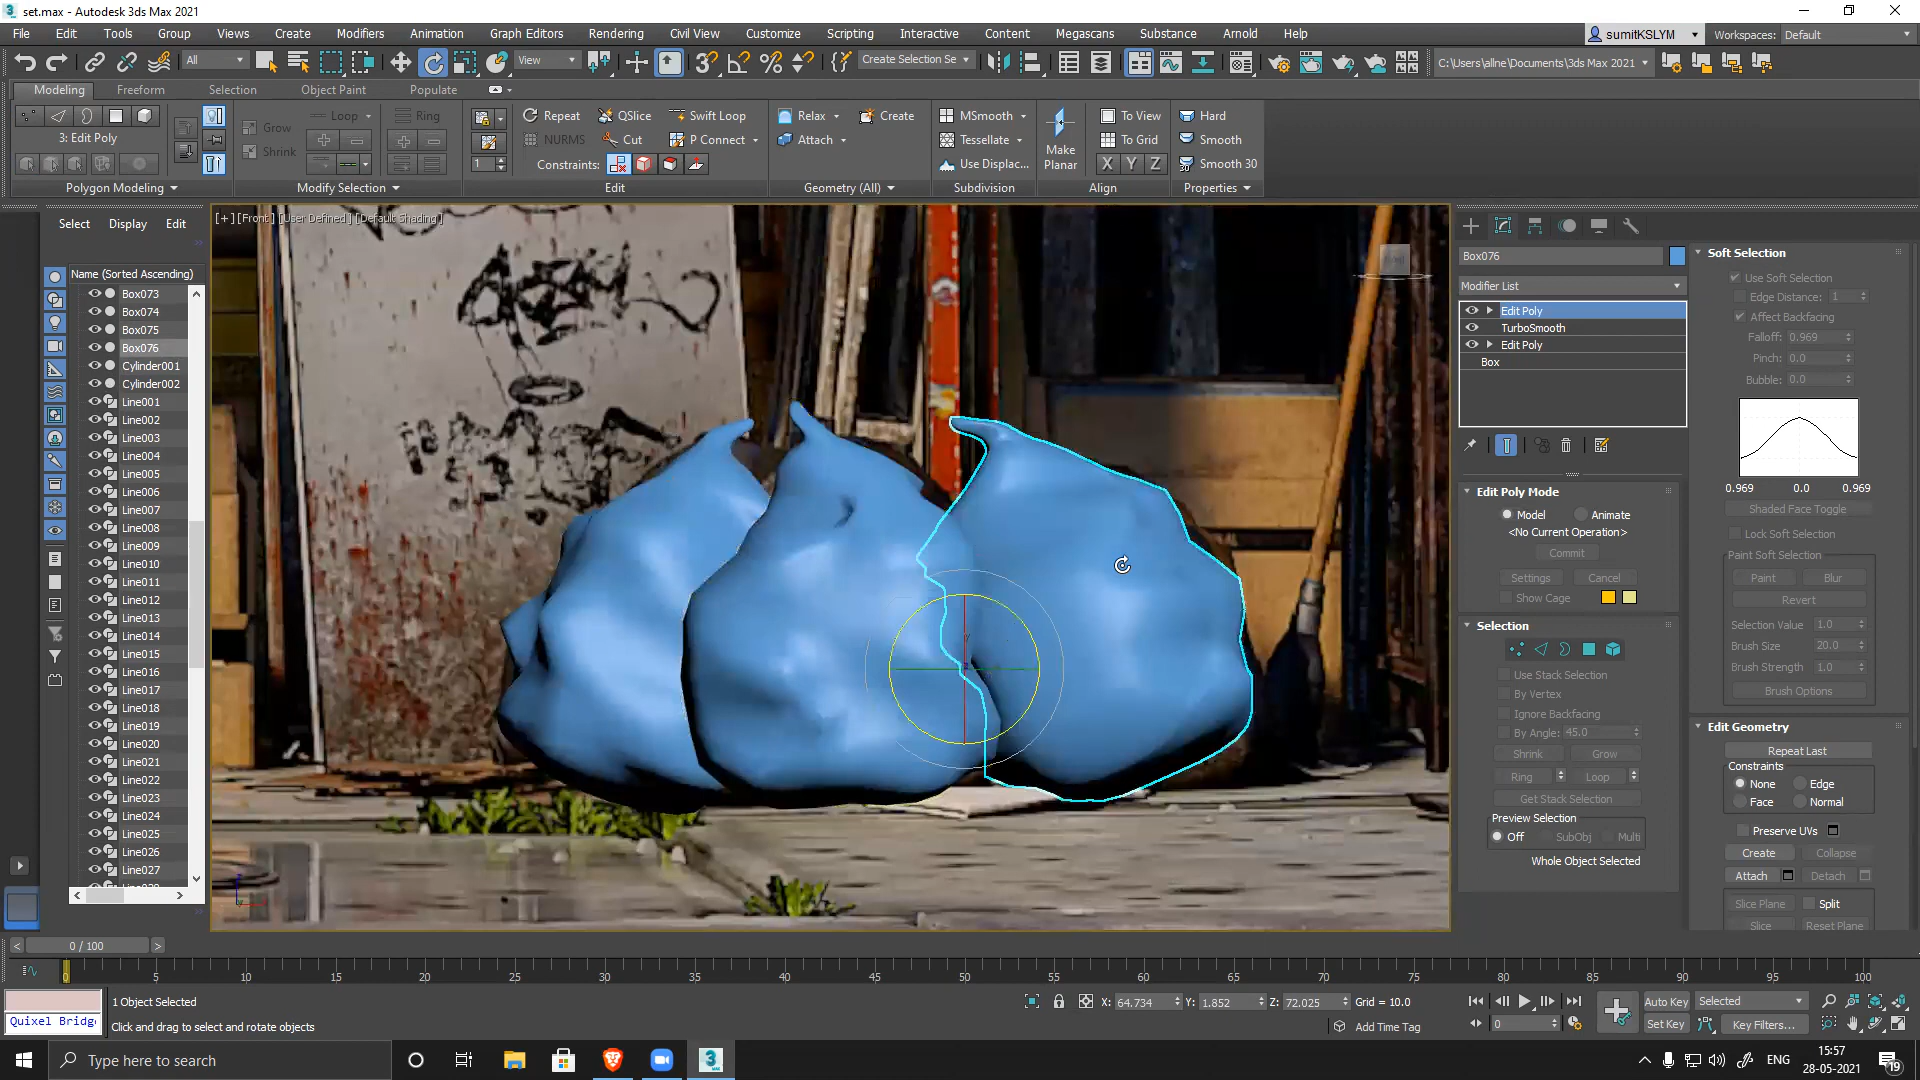 set.max - Autodesk 3ds Max 2021
File Edit Tools Group Views Create Modifiers Animation Graph Editors Rendering Civil View Customize Scripting Interactive Content Megascans Substance Arnold Help
sumitKSLYM Workspaces: Default
All View Create Selection Se C:\Users\allne\Documents\3ds Max 2021
Modeling Freeform Selection Object Paint Populate
3: Edit Poly
Grow Loop Ring
Shrink
Repeat QSlice Swift Loop
NURMS Cut P Connect
1 Constraints:
Relax Create
Attach
MSmooth
Tessellate
Use Displac...
Make Planar
To View
To Grid
X Y Z
Hard
Smooth
Smooth 30
Polygon Modeling Modify Selection Edit Geometry (All) Subdivision Align Properties
Select Display Edit
Name (Sorted Ascending)
Box073
Box074
Box075
Box076
Cylinder001
Cylinder002
Line001
Line002
Line003
Line004
Line005
Line006
Line007
Line008
Line009
Line010
Line011
Line012
Line013
Line014
Line015
Line016
Line017
Line018
Line019
Line020
Line021
Line022
Line023
Line024
Line025
Line026
Line027
[+] [Front] [User Defined] [Default Shading]
Box076
Modifier List
Edit Poly
TurboSmooth
Edit Poly
Box
Edit Poly Mode
Model Animate
<No Current Operation>
Commit
Settings Cancel
Show Cage
Selection
Use Stack Selection
By Vertex
Ignore Backfacing
By Angle: 45.0
Shrink Grow
Ring Loop
Get Stack Selection
Preview Selection
Off SubObj Multi
Whole Object Selected
Soft Selection
Use Soft Selection
Edge Distance: 1
Affect Backfacing
Falloff: 0.969
Pinch: 0.0
Bubble: 0.0
0.969 0.0 0.969
Shaded Face Toggle
Lock Soft Selection
Paint Soft Selection
Paint Blur
Revert
Selection Value 1.0
Brush Size 20.0
Brush Strength 1.0
Brush Options
Edit Geometry
Repeat Last
Constraints
None Edge
Face Normal
Preserve UVs
Create Collapse
Attach Detach
Slice Plane Split
Slice Reset Plane
0 / 100
0 5 10 15 20 25 30 35 40 45 50 55 60 65 70 75 80 85 90 95 100
1 Object Selected
Click and drag to select and rotate objects
Quixel Bridg
X: 64.734 Y: 1.852 Z: 72.025 Grid = 10.0
Add Time Tag
0
Auto Key Selected
Set Key Key Filters...
Type here to search
3
ENG
15:57
28-05-2021
19